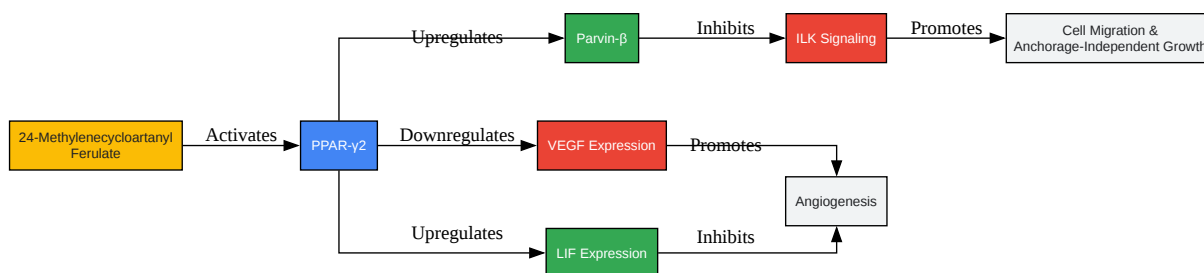 Upregulates
Parvin-β
Inhibits
ILK Signaling
Promotes
Cell Migration &
Anchorage-Independent Growth
24-Methylenecycloartanyl
Ferulate
Activates
PPAR-γ2
Downregulates
VEGF Expression
Promotes
Angiogenesis
Upregulates
LIF Expression
Inhibits